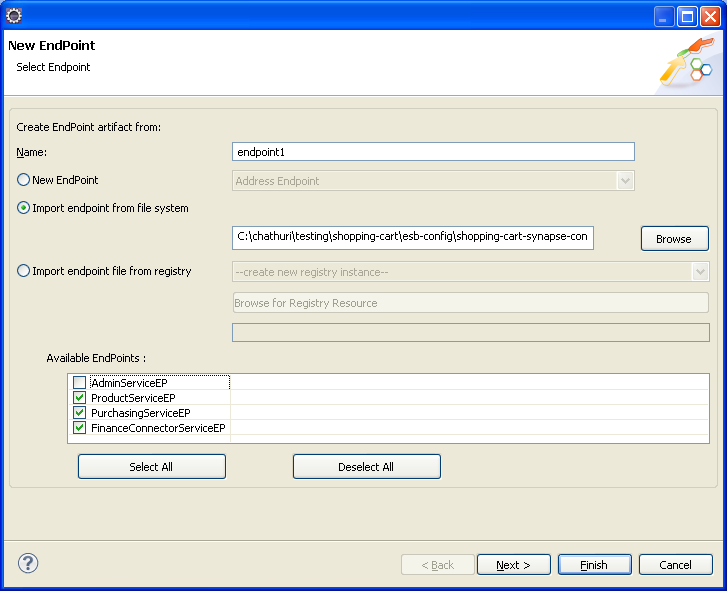 New EndPoint
Select Endpoint
Create EndPoint artifact from:
Name: endpoint1
New EndPoint Address Endpoint
Import endpoint from file system
C:\chathuri\testing\shopping-cart\esb-config\shopping-cart-synapse-con Browse
Import endpoint file from registry --create new registry instance--
Browse for Registry Resource
Available EndPoints :
AdminServiceEP
ProductServiceEP
PurchasingServiceEP
FinanceConnectorServiceEP
Select All Deselect All
? < Back Next > Finish Cancel